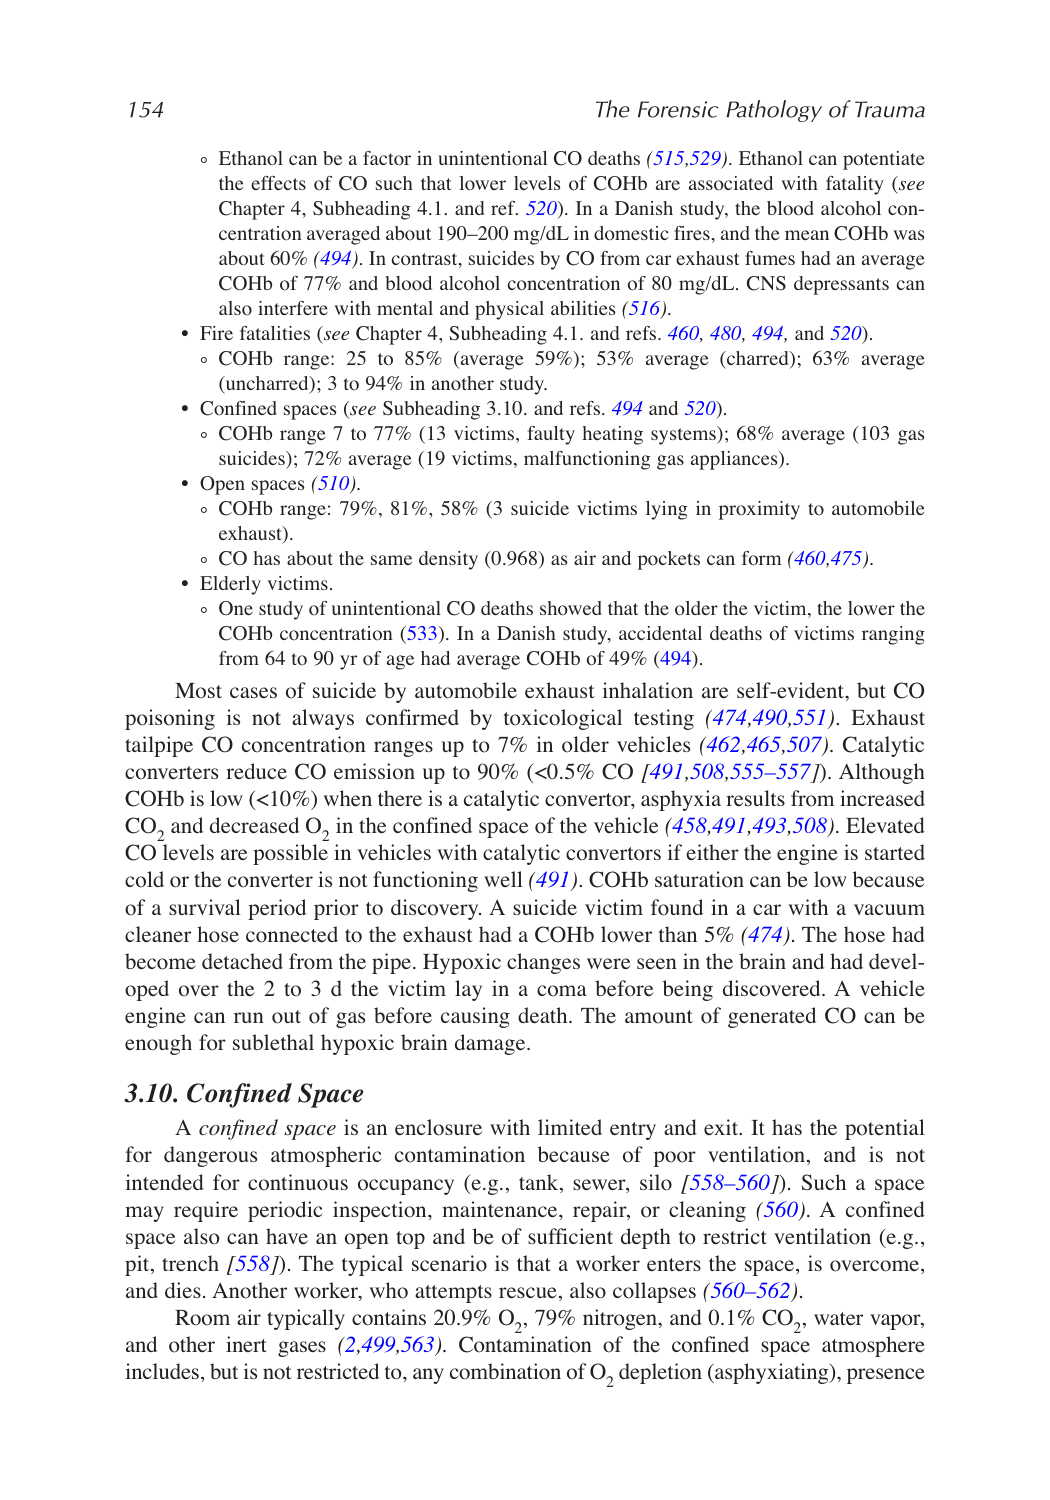 154
The Forensic Pathology of Trauma
∘ Ethanol can be a factor in unintentional CO deaths (515,529). Ethanol can potentiate
the effects of CO such that lower levels of COHb are associated with fatality (see
Chapter 4, Subheading 4.1. and ref. 520). In a Danish study, the blood alcohol con-
centration averaged about 190–200 mg/dL in domestic fires, and the mean COHb was
about 60% (494). In contrast, suicides by CO from car exhaust fumes had an average
COHb of 77% and blood alcohol concentration of 80 mg/dL. CNS depressants can
also interfere with mental and physical abilities (516).
• Fire fatalities (see Chapter 4, Subheading 4.1. and refs. 460, 480, 494, and 520).
∘ COHb range: 25 to 85% (average 59%); 53% average (charred); 63% average
(uncharred); 3 to 94% in another study.
• Confined spaces (see Subheading 3.10. and refs. 494 and 520).
∘ COHb range 7 to 77% (13 victims, faulty heating systems); 68% average (103 gas
suicides); 72% average (19 victims, malfunctioning gas appliances).
• Open spaces (510).
∘ COHb range: 79%, 81%, 58% (3 suicide victims lying in proximity to automobile
exhaust).
∘ CO has about the same density (0.968) as air and pockets can form (460,475).
• Elderly victims.
∘ One study of unintentional CO deaths showed that the older the victim, the lower the
COHb concentration (533). In a Danish study, accidental deaths of victims ranging
from 64 to 90 yr of age had average COHb of 49% (494).
Most cases of suicide by automobile exhaust inhalation are self-evident, but CO
poisoning is not always confirmed by toxicological testing (474,490,551). Exhaust
tailpipe CO concentration ranges up to 7% in older vehicles (462,465,507). Catalytic
converters reduce CO emission up to 90% (<0.5% CO [491,508,555–557]). Although
COHb is low (<10%) when there is a catalytic convertor, asphyxia results from increased
CO2 and decreased O2 in the confined space of the vehicle (458,491,493,508). Elevated
CO levels are possible in vehicles with catalytic convertors if either the engine is started
cold or the converter is not functioning well (491). COHb saturation can be low because
of a survival period prior to discovery. A suicide victim found in a car with a vacuum
cleaner hose connected to the exhaust had a COHb lower than 5% (474). The hose had
become detached from the pipe. Hypoxic changes were seen in the brain and had devel-
oped over the 2 to 3 d the victim lay in a coma before being discovered. A vehicle
engine can run out of gas before causing death. The amount of generated CO can be
enough for sublethal hypoxic brain damage.
3.10. Confined Space
A confined space is an enclosure with limited entry and exit. It has the potential
for dangerous atmospheric contamination because of poor ventilation, and is not
intended for continuous occupancy (e.g., tank, sewer, silo [558–560]). Such a space
may require periodic inspection, maintenance, repair, or cleaning (560). A confined
space also can have an open top and be of sufficient depth to restrict ventilation (e.g.,
pit, trench [558]). The typical scenario is that a worker enters the space, is overcome,
and dies. Another worker, who attempts rescue, also collapses (560–562).
Room air typically contains 20.9% O2, 79% nitrogen, and 0.1% CO2, water vapor,
and other inert gases (2,499,563). Contamination of the confined space atmosphere
includes, but is not restricted to, any combination of O2 depletion (asphyxiating), presence